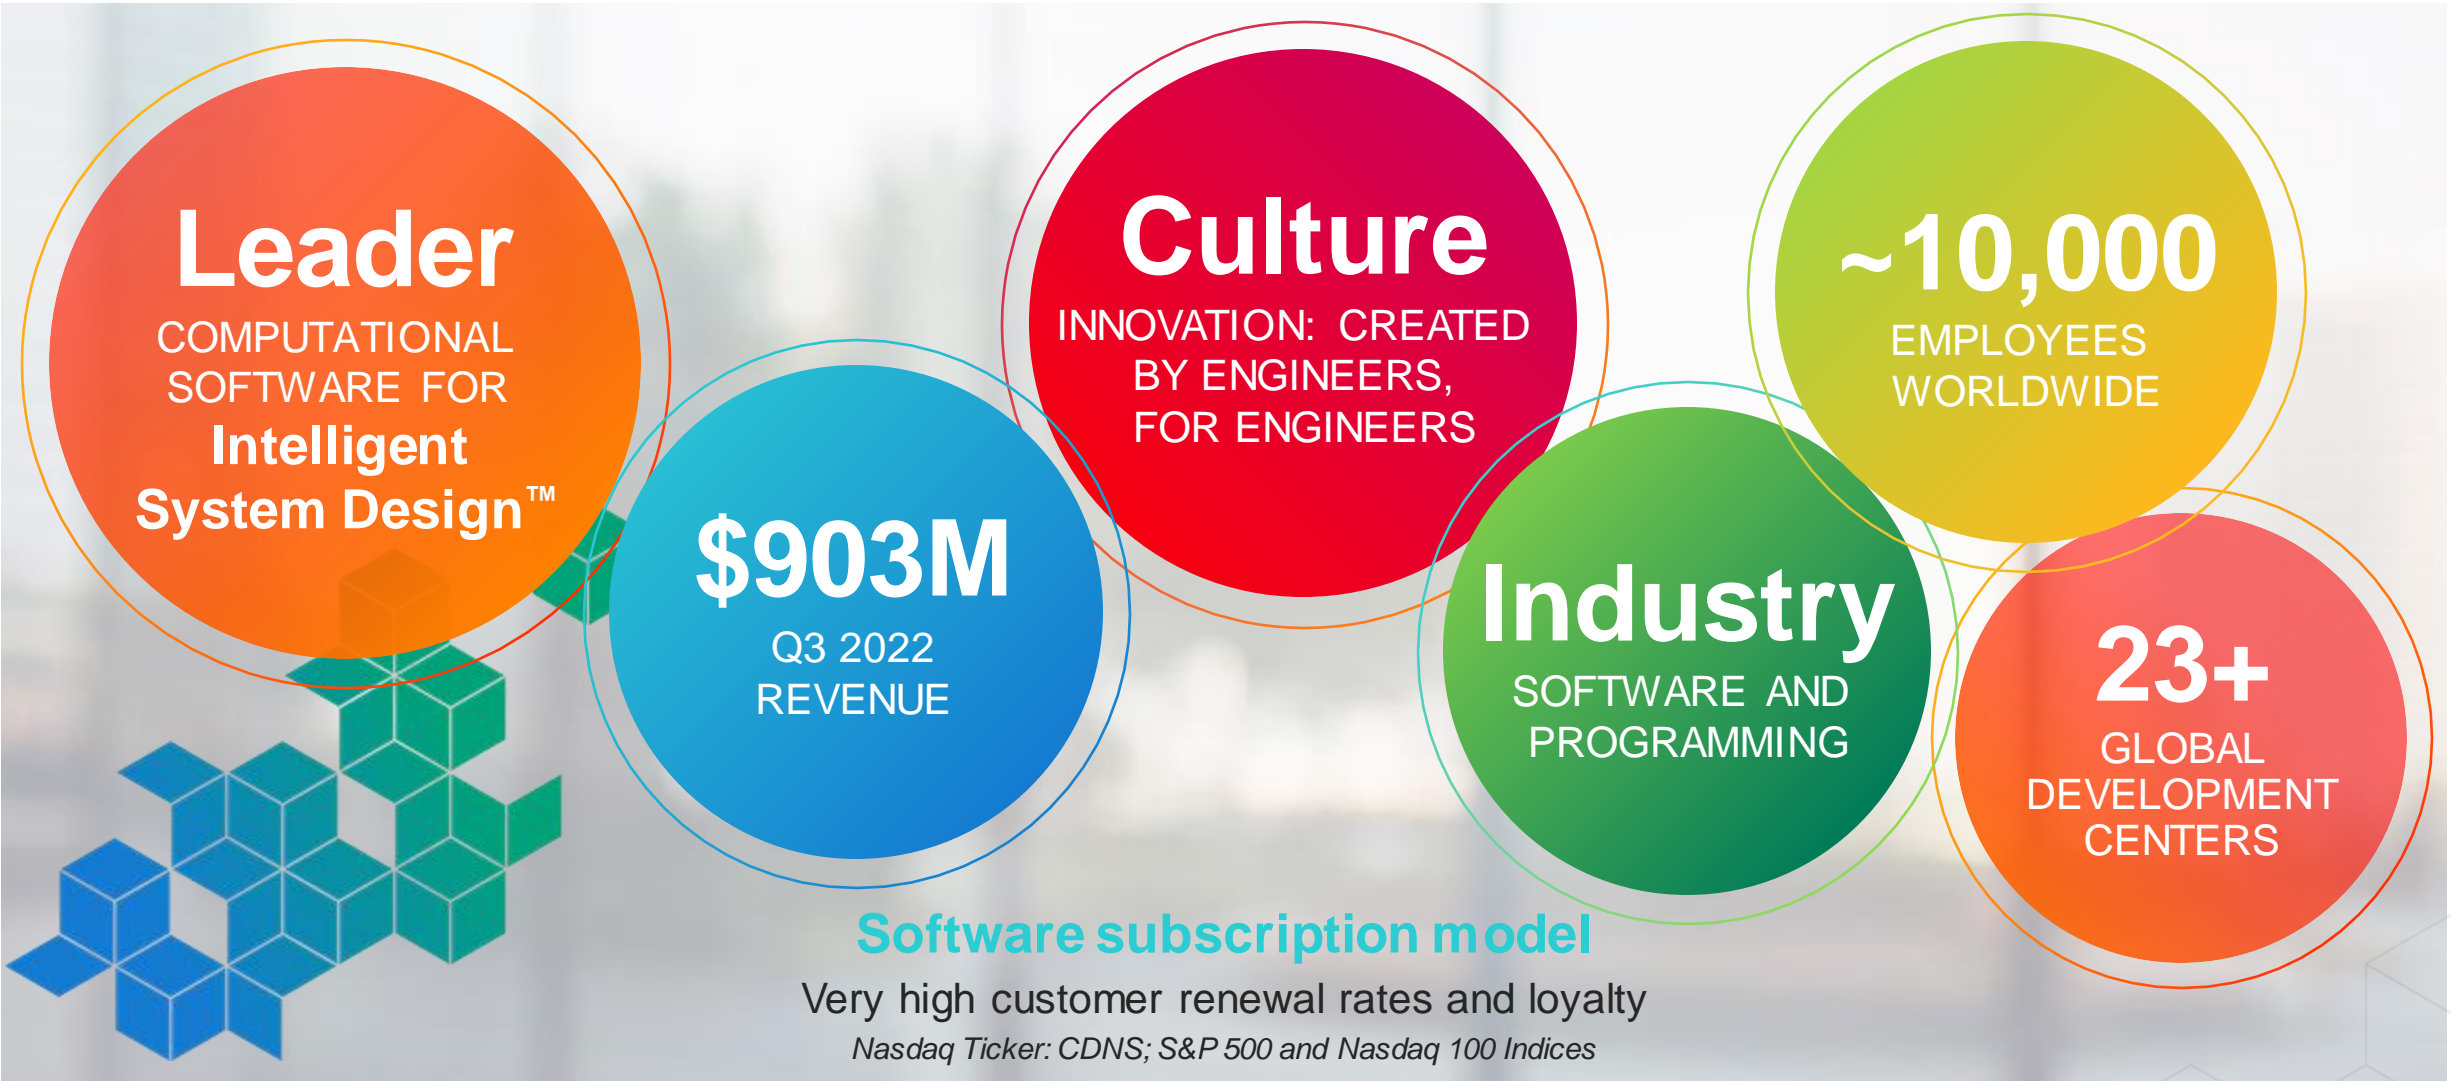 Leader
COMPUTATIONAL
SOFTWARE FOR
Intelligent
System Design™
$903M
Q3 2022
REVENUE
Culture
INNOVATION: CREATED
BY ENGINEERS,
FOR ENGINEERS
Industry
SOFTWARE AND
PROGRAMMING
~10,000
EMPLOYEES
WORLDWIDE
23+
GLOBAL
DEVELOPMENT
CENTERS
Software subscription model
Very high customer renewal rates and loyalty
Nasdaq Ticker: CDNS; S&P 500 and Nasdaq 100 Indices